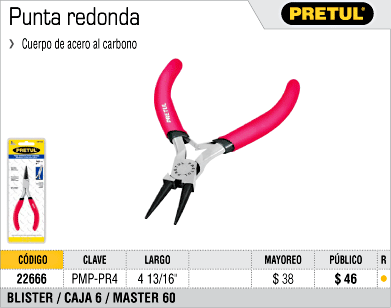 Punta redonda
PRETUL
› Cuerpo de acero al carbono
PRETUL
PRETUL
CÓDIGO CLAVE LARGO MAYOREO PÚBLICO R
22666 PMP-PR4 4 13/16" $ 38 $ 46
BLISTER / CAJA 6 / MASTER 60